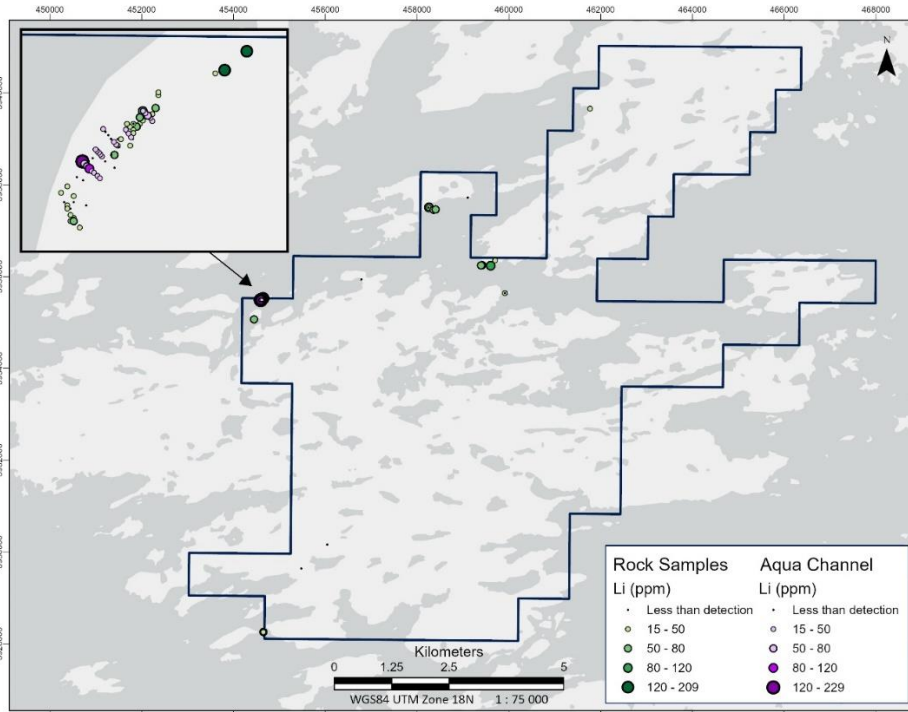 450000 452000 454000 456000 458000 460000 462000 464000 466000 468000
N
Rock Samples Aqua Channel
Li (ppm) Li (ppm)
Less than detection Less than detection
15 - 50 15 - 50
50 - 80 50 - 80
80 - 120 80 - 120
120 - 209 120 - 229
Kilometers
0 1.25 2.5 5
WGS84 UTM Zone 18N 1 : 75 000